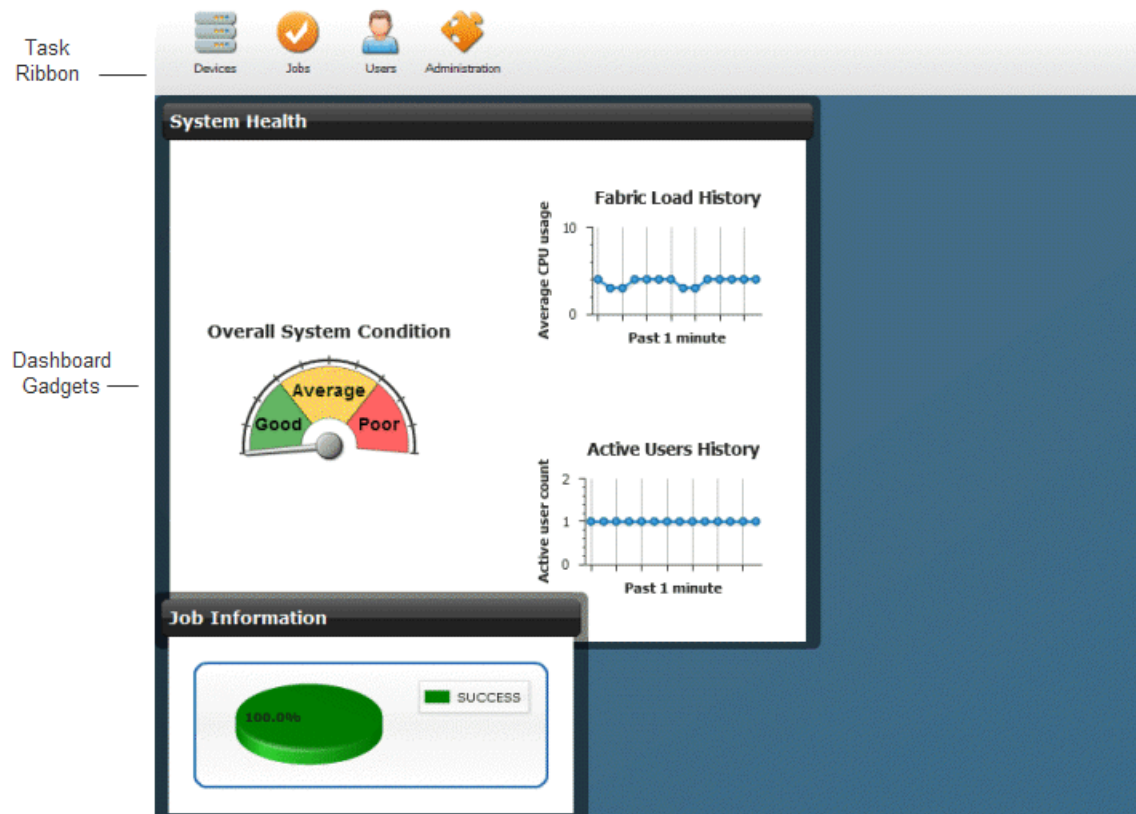 Task
Ribbon
Devices
Jobs
Users
Administration
System Health
Fabric Load History
Average CPU usage
10
0
Past 1 minute
Overall System Condition
Good
Average
Poor
Dashboard
Gadgets
Active Users History
Active user count
2
1
0
Past 1 minute
Job Information
100.0%
SUCCESS